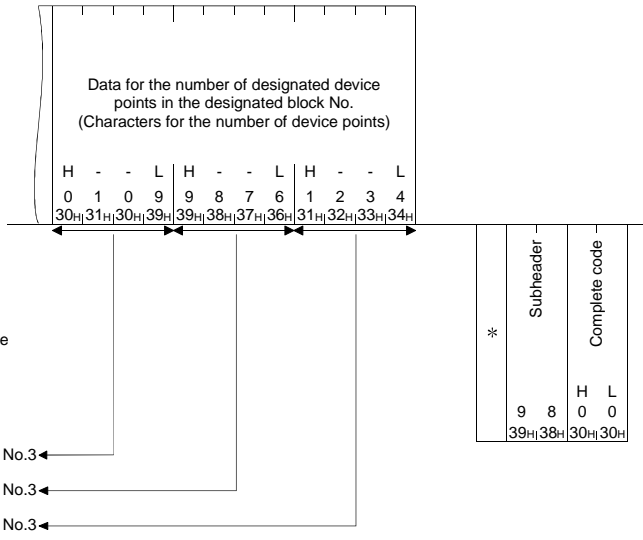 Data for the number of designated device
points in the designated block No.
(Characters for the number of device points)
H - - L H - - L H - - L
0 1 0 9 9 8 7 6 1 2 3 4
30H 31H 30H 39H 39H 38H 37H 36H 31H 32H 33H 34H
*
Subheader
Complete code
H L
9 8 0 0
39H 38H 30H 30H
e
No.3
No.3
No.3